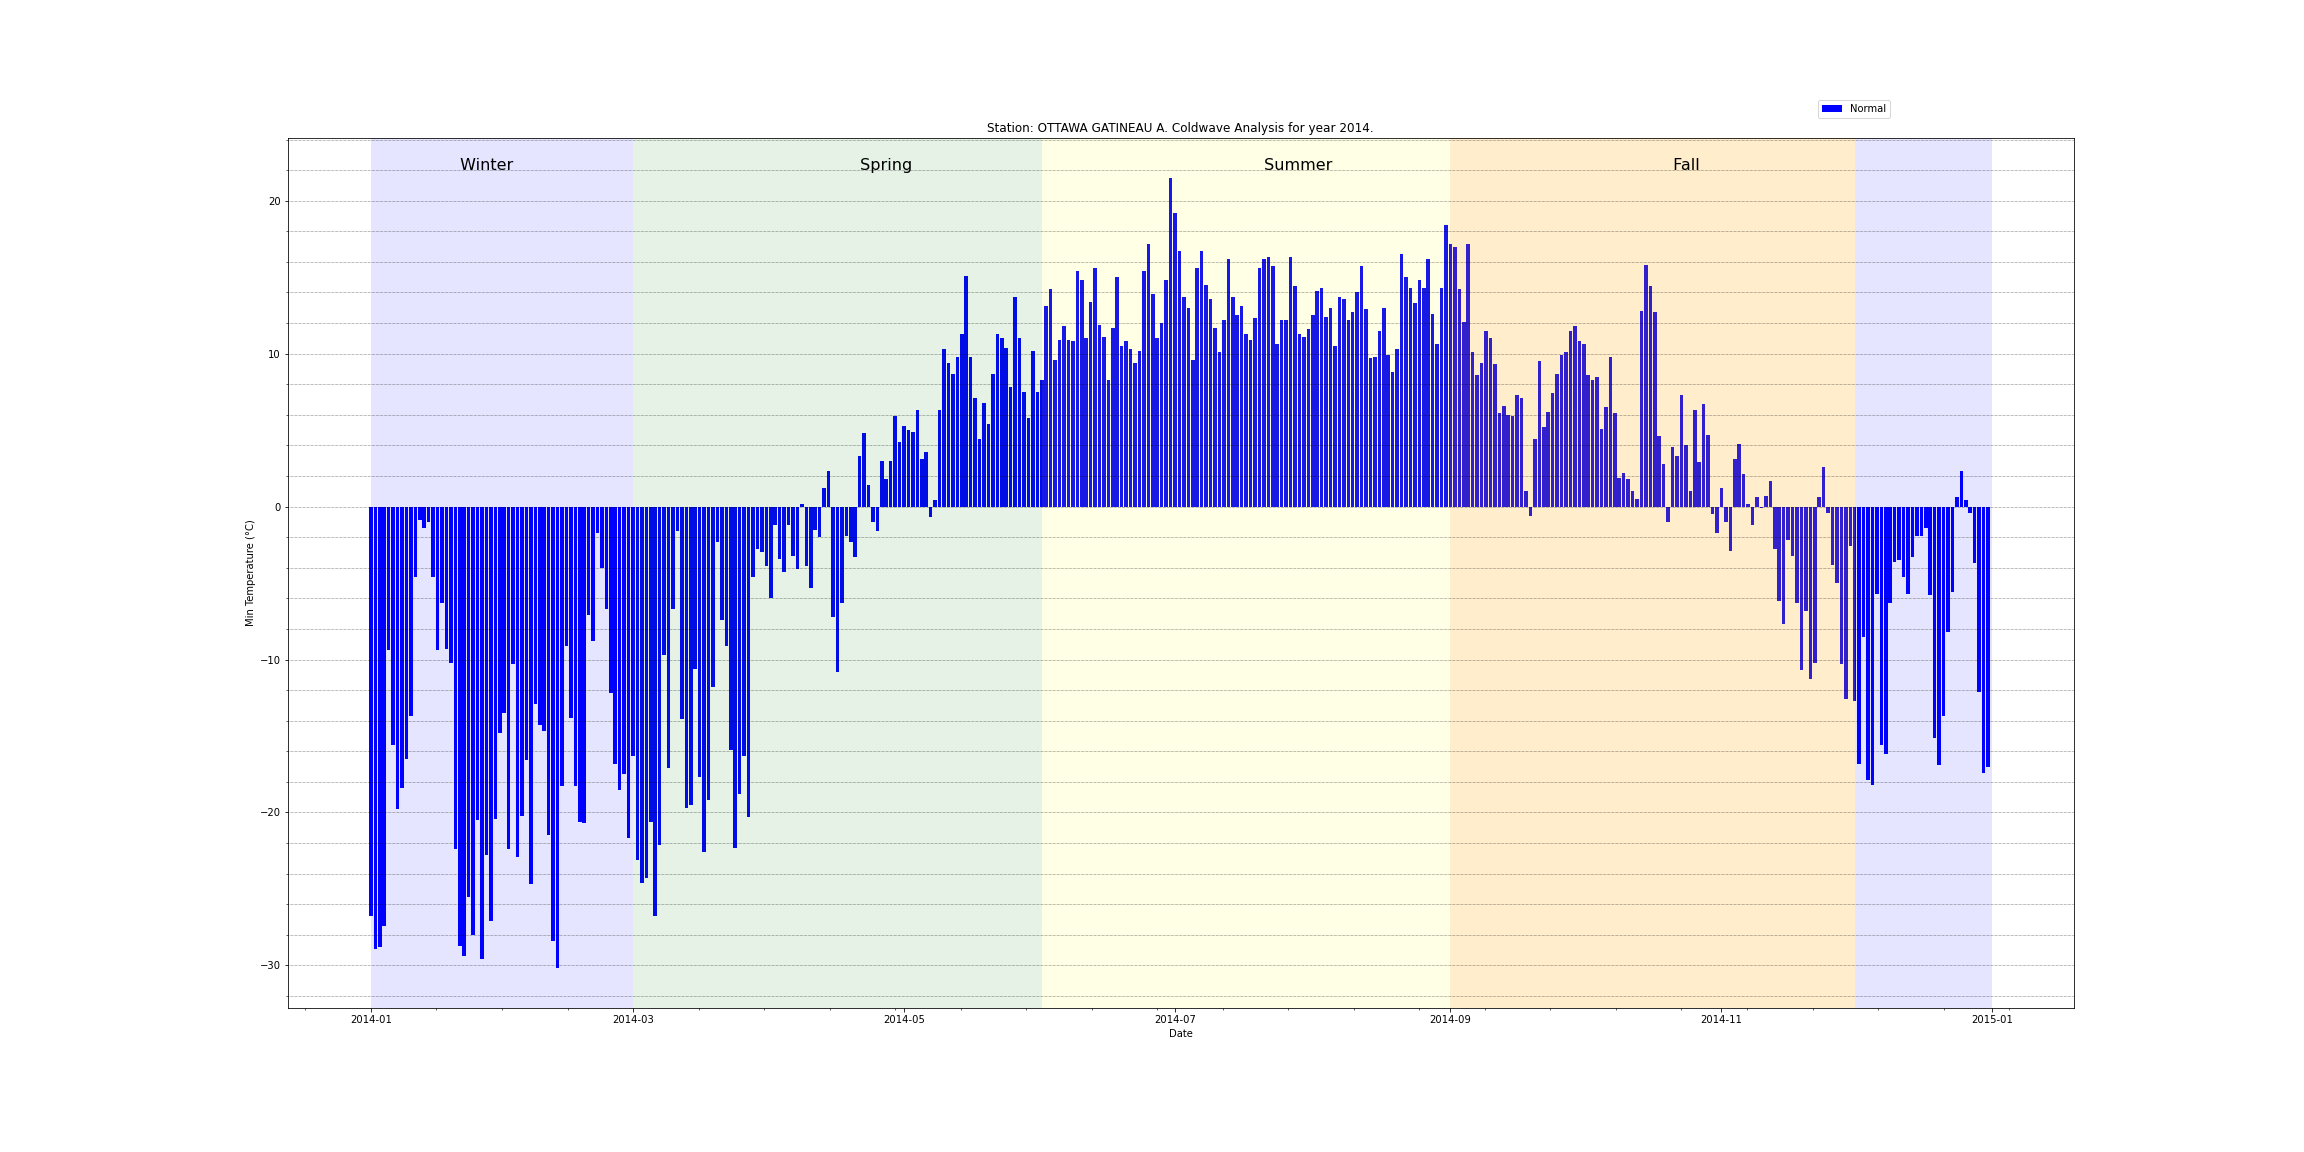 Normal
Station: OTTAWA GATINEAU A. Coldwave Analysis for year 2014.
Winter Spring Summer Fall
20
10
0
−10
−20
−30
Min Temperature (°C)
2014-01 2014-03 2014-05 2014-07 2014-09 2014-11 2015-01
Date